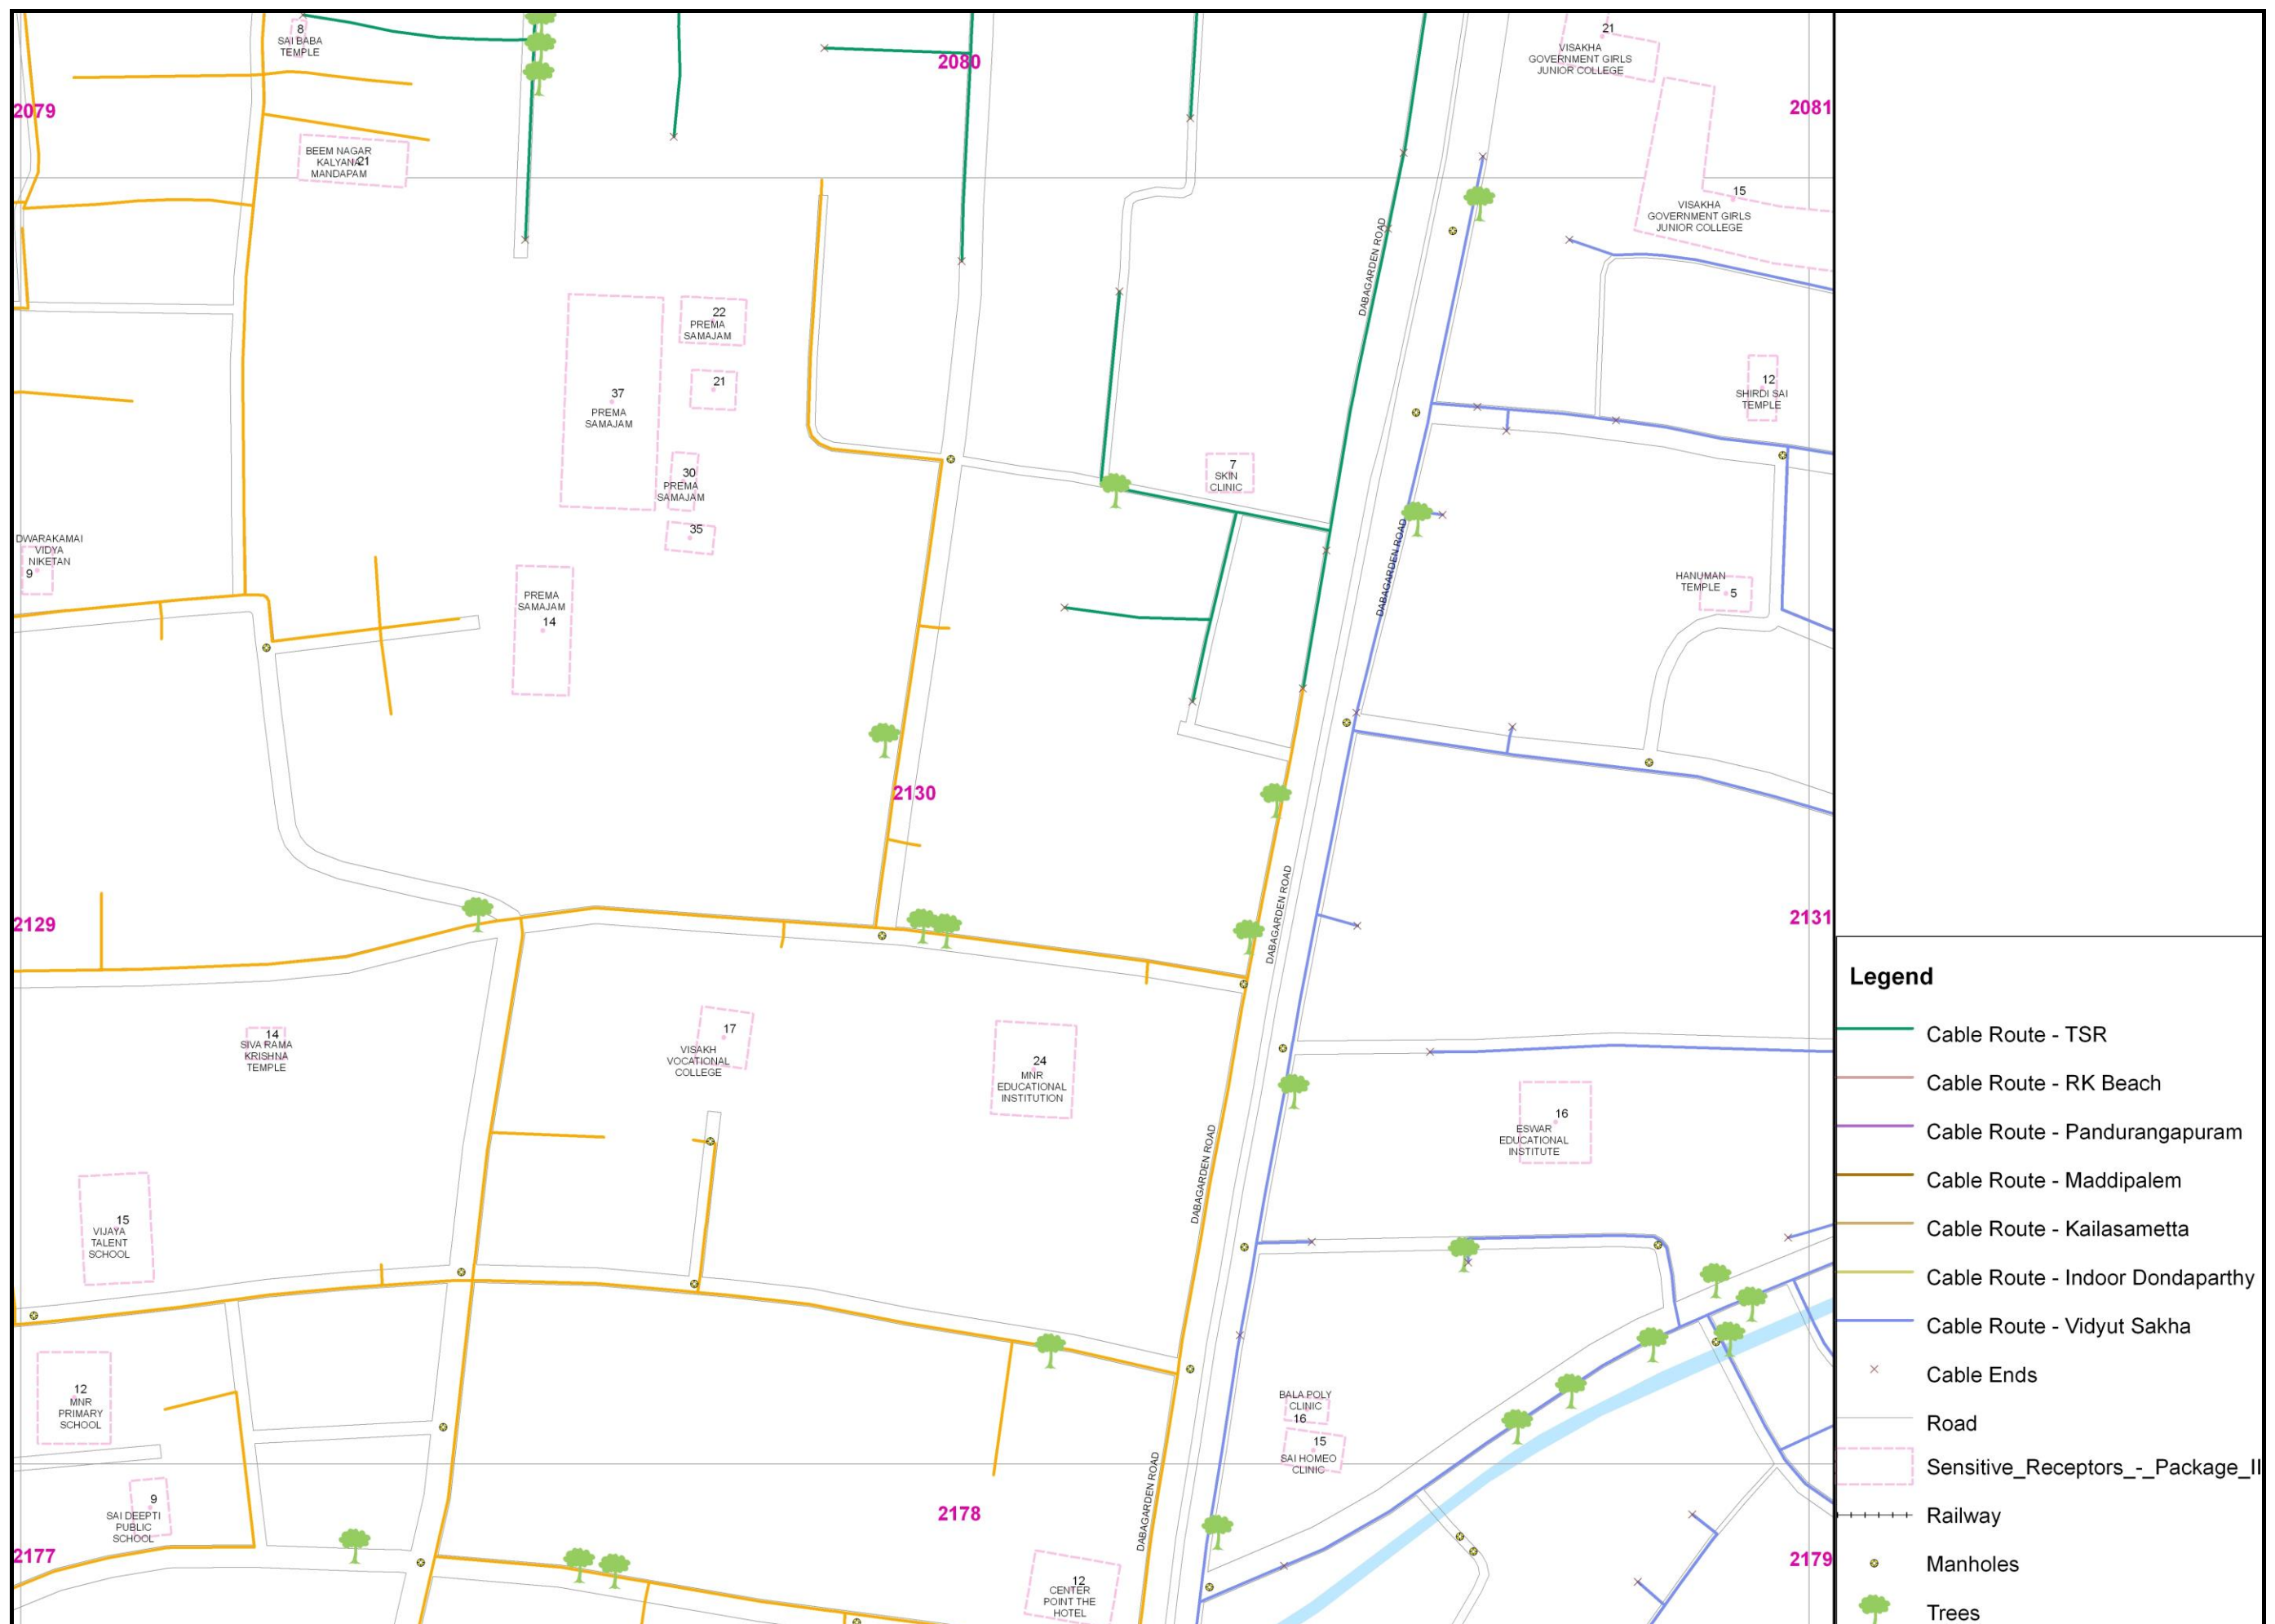 8
SAI BABA
TEMPLE
2079
2080
21
VISAKHA
GOVERNMENT GIRLS
JUNIOR COLLEGE
2081
BEEM NAGAR
KALYANA
21
MANDAPAM
15
VISAKHA
GOVERNMENT GIRLS
JUNIOR COLLEGE
DABAGARDEN ROAD
22
PREMA
SAMAJAM
21
37
PREMA
SAMAJAM
12
SHIRDI SAI
TEMPLE
30
PREMA
SAMAJAM
7
SKIN
CLINIC
35
DWARAKAMAI
VIDYA
NIKETAN
9
DABAGARDEN ROAD
PREMA
SAMAJAM
14
HANUMAN
TEMPLE
5
2130
2129
2131
DABAGARDEN ROAD
14
SIVA RAMA
KRISHNA
TEMPLE
17
VISAKH
VOCATIONAL
COLLEGE
24
MNR
EDUCATIONAL
INSTITUTION
16
ESWAR
EDUCATIONAL
INSTITUTE
DABAGARDEN ROAD
15
VIJAYA
TALENT
SCHOOL
12
MNR
PRIMARY
SCHOOL
BALA POLY
CLINIC
16
15
SAI HOMEO
CLINIC
DABAGARDEN ROAD
9
SAI DEEPTI
PUBLIC
SCHOOL
2177
2178
2179
12
CENTER
POINT THE
HOTEL
Legend
Cable Route - TSR
Cable Route - RK Beach
Cable Route - Pandurangapuram
Cable Route - Maddipalem
Cable Route - Kailasametta
Cable Route - Indoor Dondaparthy
Cable Route - Vidyut Sakha
Cable Ends
Road
Sensitive_Receptors_-_Package_II
Railway
Manholes
Trees